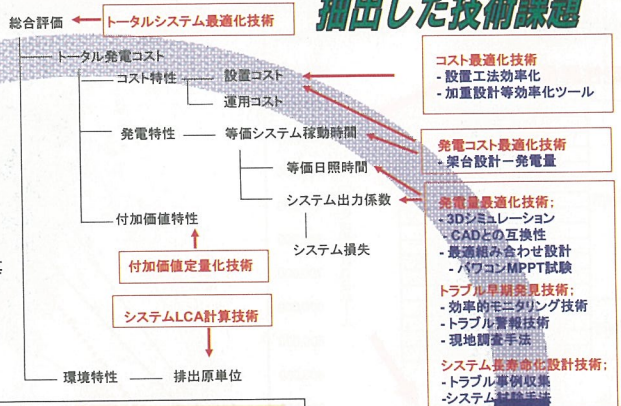 抽出した技術課題
総合評価
トータルシステム最適化技術
トータル発電コスト
コスト特性
設置コスト
運用コスト
発電特性
等価システム稼動時間
等価日照時間
システム出力係数
システム損失
付加価値特性
付加価値定量化技術
システムLCA計算技術
環境特性
排出原単位
コスト最適化技術
- 設置工法効率化
- 加重設計等効率化ツール
発電コスト最適化技術
- 架台設計ー発電量
発電量最適化技術;
- 3Dシミュレーション
CADとの互換性
- 最適組み合わせ設計
- パワコンMPPT試験
トラブル早期発見技術;
- 効率的モニタリング技術
- トラブル警報技術
- 現地調査手法
システム長寿命化設計技術;
- トラブル事例収集
-システム